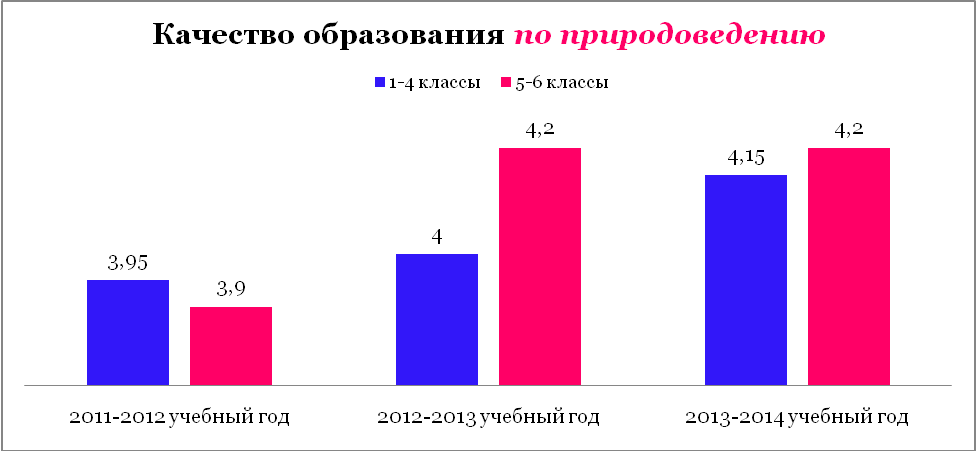 Качество образования по природоведению
1-4 классы 5-6 классы
4,2 4,2
4,15
4
3,95
3,9
2011-2012 учебный год 2012-2013 учебный год 2013-2014 учебный год